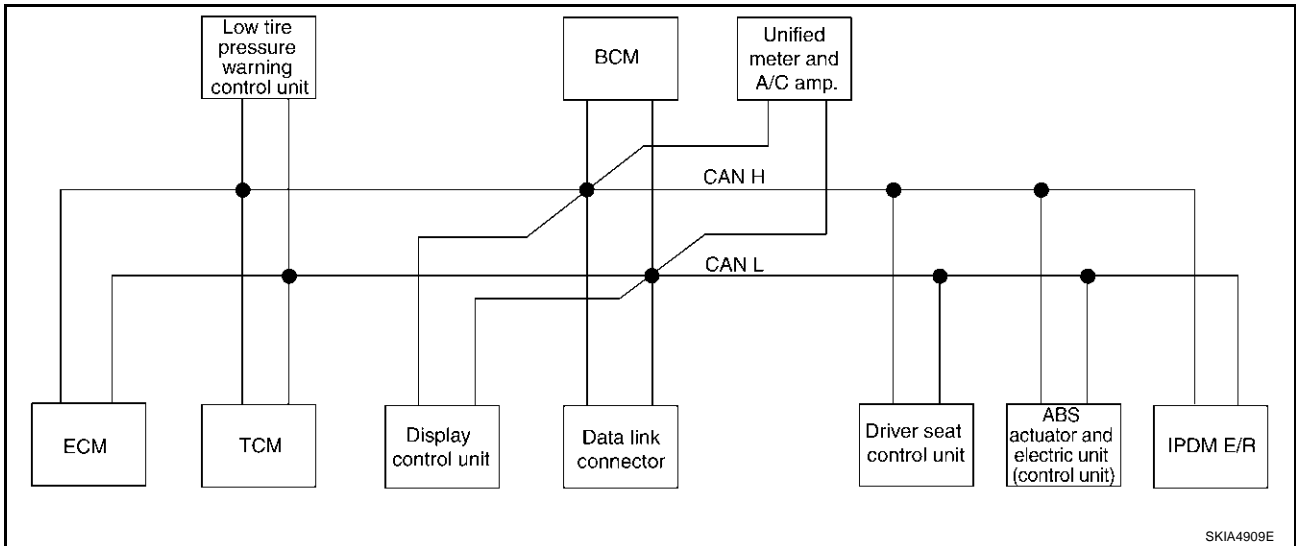 Low tire
pressure
warning
control unit
BCM
Unified
meter and
A/C amp.
CAN H
CAN L
ECM
TCM
Display
control unit
Data link
connector
Driver seat
control unit
ABS
actuator and
electric unit
(control unit)
IPDM E/R
SKIA4909E